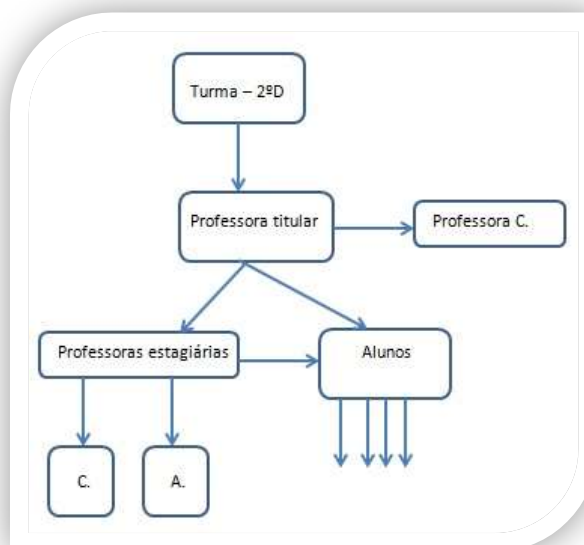 Turma – 2ºD
Professora titular
Professora C.
Professoras estagiárias
Alunos
C.
A.